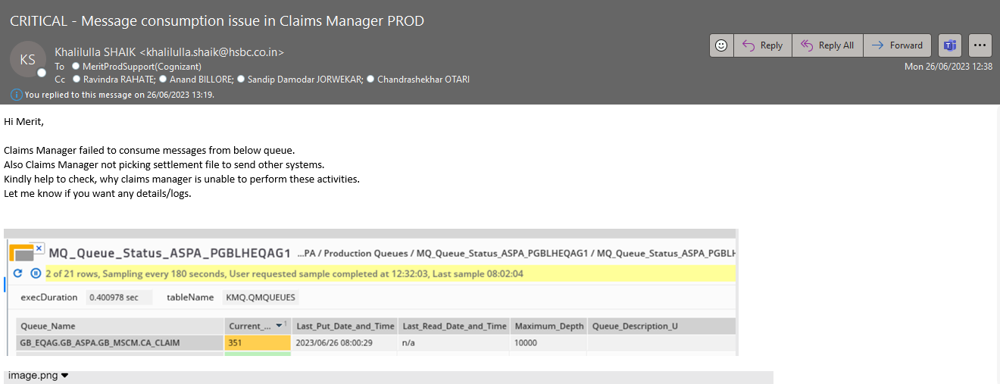 CRITICAL - Message consumption issue in Claims Manager PROD
KS
Khalilulla SHAIK <khalilulla.shaik@hsbc.co.in>
To MeritProdSupport(Cognizant)
Cc Ravindra RAHATE; Anand BILLORE; Sandip Damodar JORWEKAR; Chandrashekhar OTARI
Reply Reply All Forward
Mon 26/06/2023 12:38
You replied to this message on 26/06/2023 13:19.
Hi Merit,
Claims Manager failed to consume messages from below queue.
Also Claims Manager not picking settlement file to send other systems.
Kindly help to check, why claims manager is unable to perform these activities.
Let me know if you want any details/logs.
MQ_Queue_Status_ASPA_PGBLHEQAG1 ...PA / Production Queues / MQ_Queue_Status_ASPA_PGBLHEQAG1 / MQ_Queue_Status_ASPA_PGBLH
2 of 21 rows, Sampling every 180 seconds, User requested sample completed at 12:32:03, Last sample 08:02:04
execDuration 0.400978 sec tableName KMQ.QMQUEUES
Queue_Name Current_... 1 Last_Put_Date_and_Time Last_Read_Date_and_Time Maximum_Depth Queue_Description_U
GB_EQAG.GB_ASPA.GB_MSCM.CA_CLAIM 351 2023/06/26 08:00:29 n/a 10000
image.png